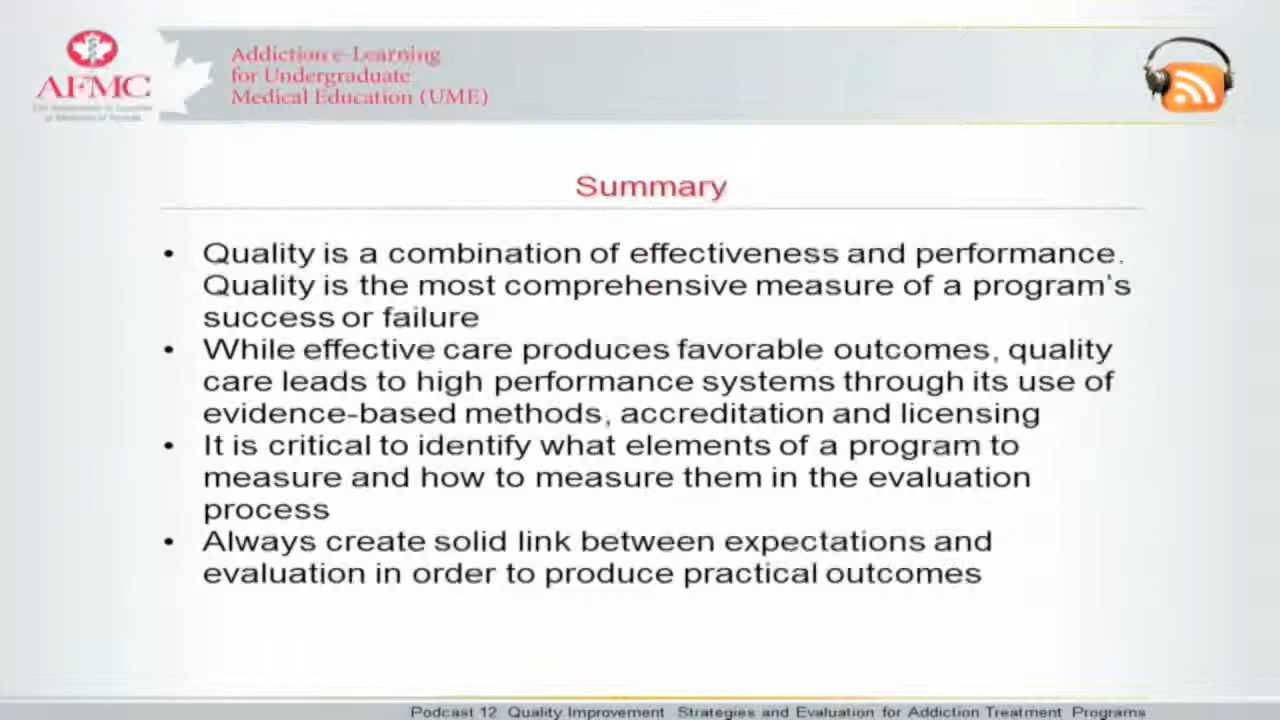 AFMC
Addiction e-Learning
for Undergraduate
Medical Education (UME)
Summary
• Quality is a combination of effectiveness and performance.
Quality is the most comprehensive measure of a program's
success or failure
• While effective care produces favorable outcomes, quality
care leads to high performance systems through its use of
evidence-based methods, accreditation and licensing
• It is critical to identify what elements of a program to
measure and how to measure them in the evaluation
process
• Always create solid link between expectations and
evaluation in order to produce practical outcomes
Podcast 12 Quality Improvement Strategies and Evaluation for Addiction Treatment Programs